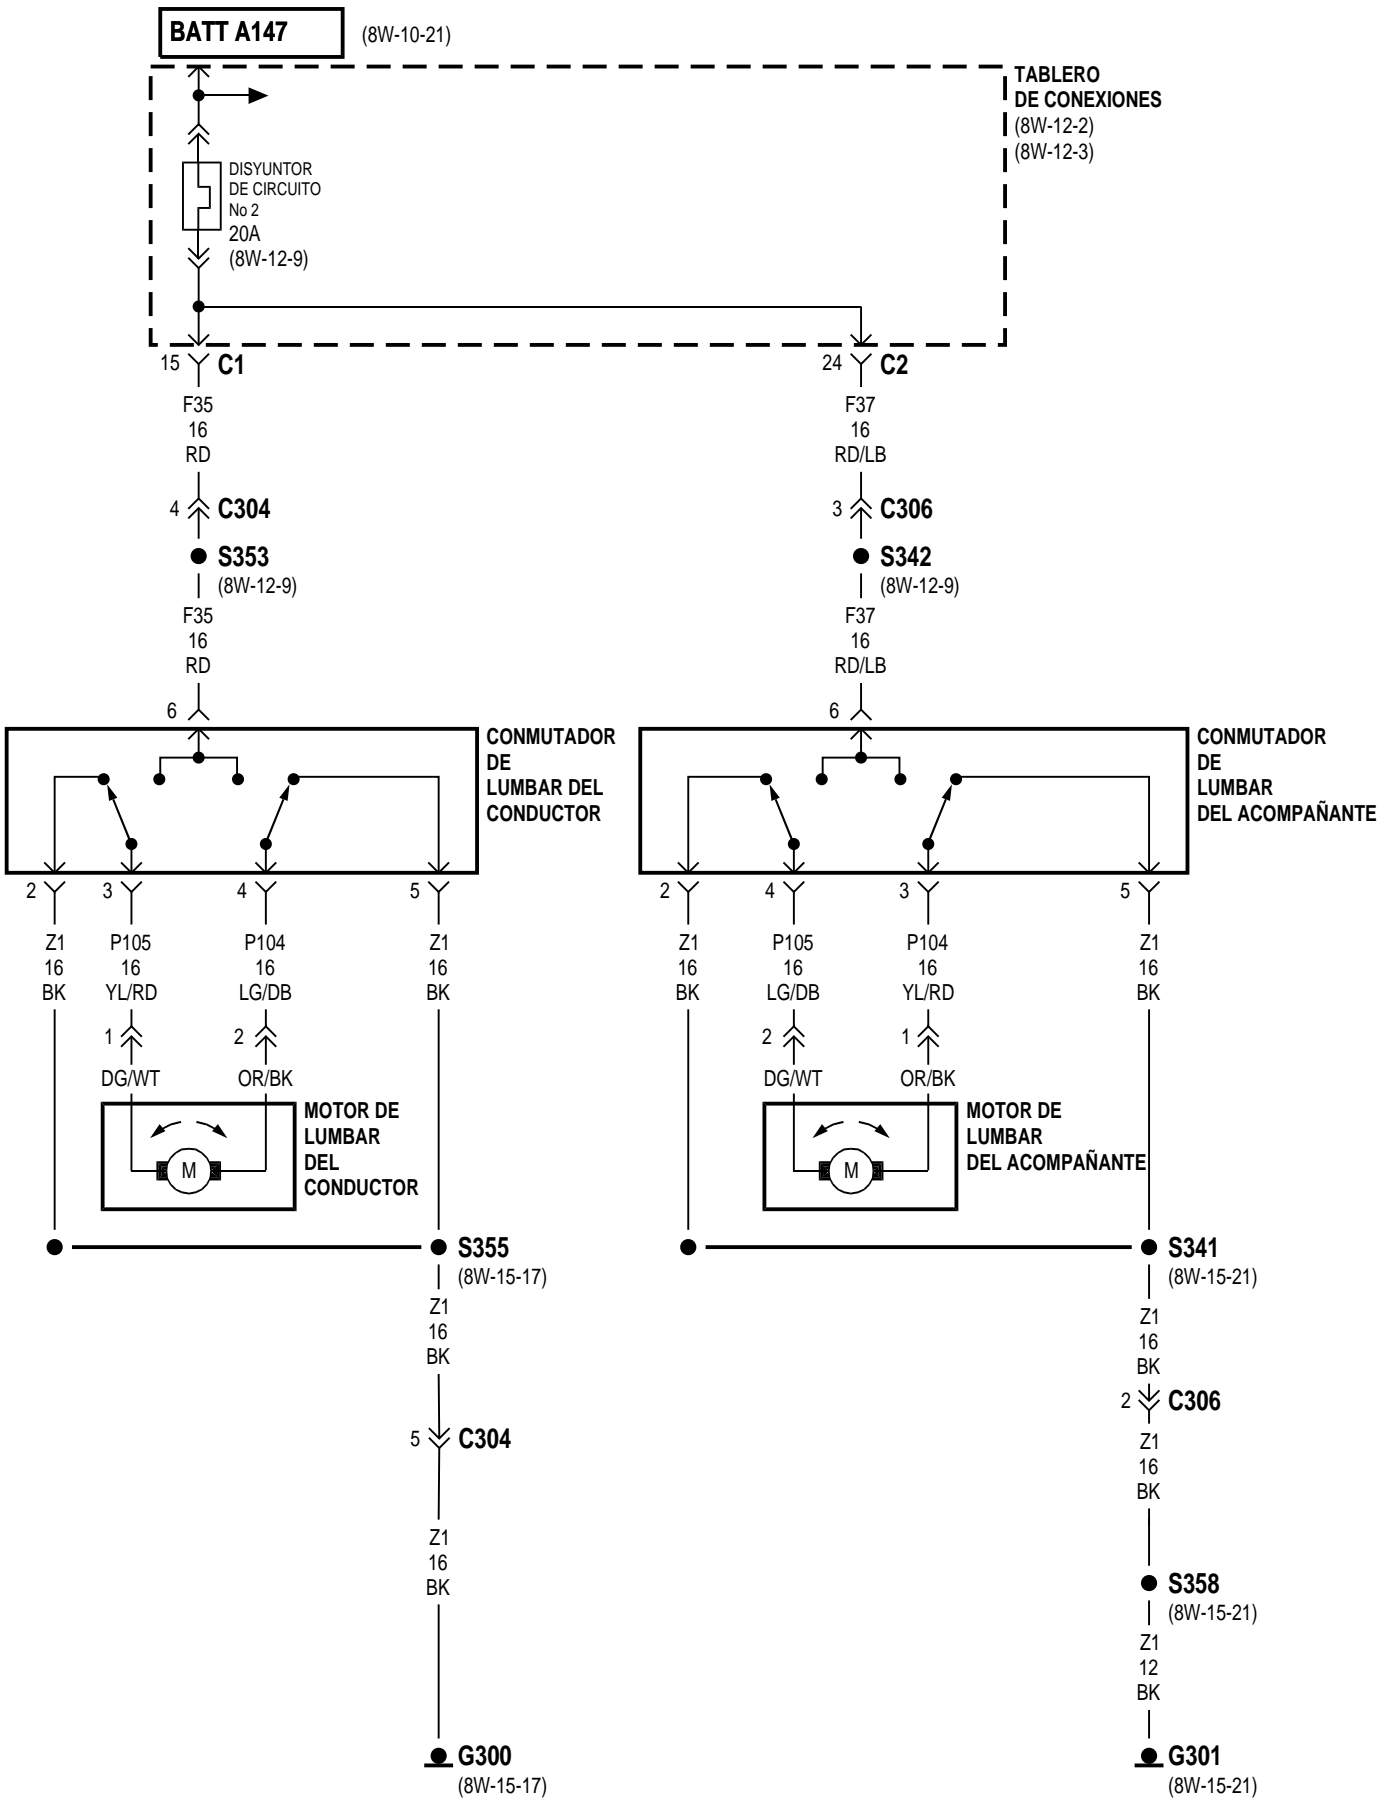 BATT A147
(8W-10-21)
TABLERO
DE CONEXIONES
(8W-12-2)
(8W-12-3)
DISYUNTOR
DE CIRCUITO
No 2
20A
(8W-12-9)
15 C1
24 C2
F35
16
RD
F37
16
RD/LB
4 C304
3 C306
S353
(8W-12-9)
S342
(8W-12-9)
F35
16
RD
F37
16
RD/LB
6
6
CONMUTADOR
DE
LUMBAR DEL
CONDUCTOR
CONMUTADOR
DE
LUMBAR
DEL ACOMPAÑANTE
2 3 4 5
2 4 3 5
Z1
16
BK
P105
16
YL/RD
P104
16
LG/DB
Z1
16
BK
Z1
16
BK
P105
16
LG/DB
P104
16
YL/RD
Z1
16
BK
1 2
2 1
DG/WT OR/BK
DG/WT OR/BK
M
MOTOR DE
LUMBAR
DEL
CONDUCTOR
M
MOTOR DE
LUMBAR
DEL ACOMPAÑANTE
S355
(8W-15-17)
S341
(8W-15-21)
Z1
16
BK
Z1
16
BK
5 C304
2 C306
Z1
16
BK
Z1
16
BK
S358
(8W-15-21)
Z1
12
BK
G300
(8W-15-17)
G301
(8W-15-21)